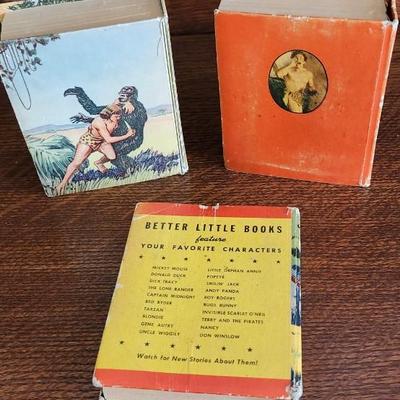 BETTER LITTLE BOOKS
feature
YOUR FAVORITE CHARACTERS
MICKEY MOUSE
DONALD DUCK
DICK TRACY
THE LONE RANGER
CAPTAIN MIDNIGHT
RED RYDER
TARZAN
BLONDIE
GENE AUTRY
UNCLE WIGGILY
LITTLE ORPHAN ANNIE
POPEYE
SMILIN' JACK
ANDY PANDA
ROY ROGERS
BUGS BUNNY
INVISIBLE SCARLET O'NEIL
TERRY AND THE PIRATES
NANCY
DON WINSLOW
Watch for New Stories About Them!